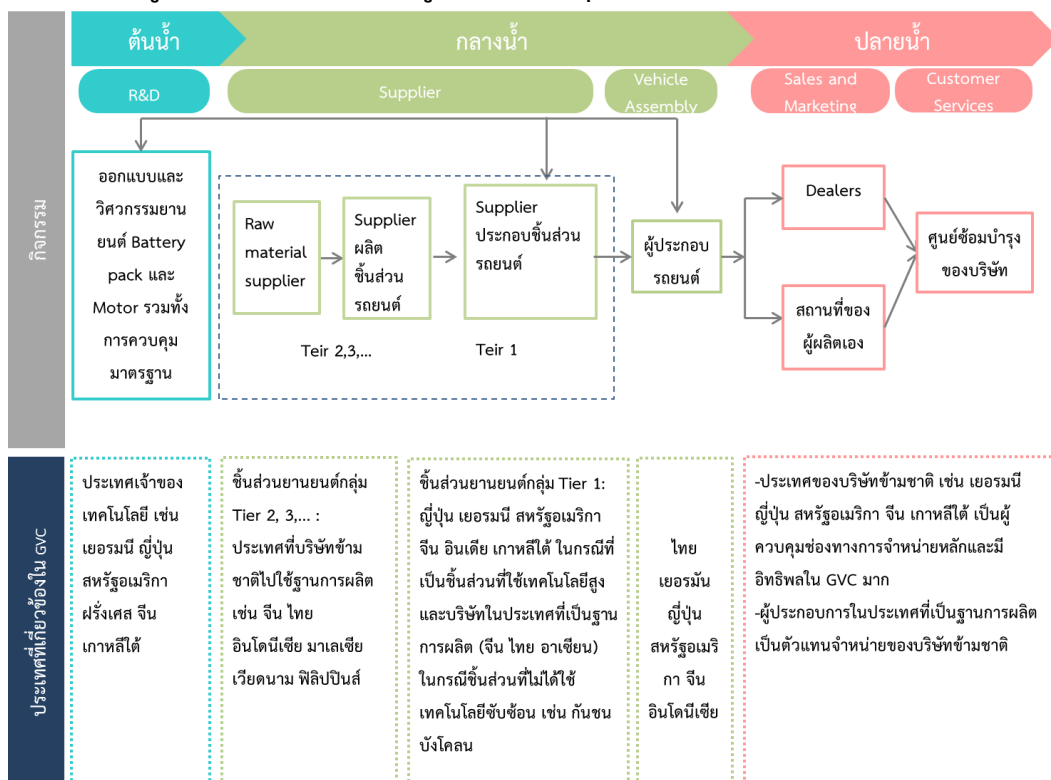 ต้นน้ำ
กลางน้ำ
ปลายน้ำ
R&D
Supplier
Vehicle
Assembly
Sales and
Marketing
Customer
Services
กิจกรรม
ออกแบบและ
วิศวกรรมยาน
ยนต์ Battery
pack และ
Motor รวมทั้ง
การควบคุม
มาตรฐาน
Raw
material
supplier
Supplier
ผลิต
ชิ้นส่วน
รถยนต์
Supplier
ประกอบชิ้นส่วน
รถยนต์
Teir 2,3,...
Teir 1
ผู้ประกอบ
รถยนต์
Dealers
สถานที่ของ
ผู้ผลิตเอง
ศูนย์ซ้อมบำรุง
ของบริษัท
ประเทศที่เกี่ยวข้องใน GVC
ประเทศเจ้าของ
เทคโนโลยี เช่น
เยอรมนี ญี่ปุ่น
สหรัฐอเมริกา
ฝรั่งเศส จีน
เกาหลีใต้
ชิ้นส่วนยานยนต์กลุ่ม
Tier 2, 3,... :
ประเทศที่บริษัทข้าม
ชาติไปใช้ฐานการผลิต
เช่น จีน ไทย
อินโดนีเซีย มาเลเซีย
เวียดนาม ฟิลิปปินส์
ชิ้นส่วนยานยนต์กลุ่ม Tier 1:
ญี่ปุ่น เยอรมนี สหรัฐอเมริกา
จีน อินเดีย เกาหลีใต้ ในกรณีที่
เป็นชิ้นส่วนที่ใช้เทคโนโลยีสูง
และบริษัทในประเทศที่เป็นฐาน
การผลิต (จีน ไทย อาเซียน)
ในกรณีชิ้นส่วนที่ไม่ได้ใช้
เทคโนโลยีซับซ้อน เช่น กันชน
บังโคลน
ไทย
เยอรมัน
ญี่ปุ่น
สหรัฐอเมริ
กา จีน
อินโดนีเซีย
-ประเทศของบริษัทข้ามชาติ เช่น เยอรมนี
ญี่ปุ่น สหรัฐอเมริกา จีน เกาหลีใต้ เป็นผู้
ควบคุมช่องทางการจำหน่ายหลักและมี
อิทธิพลใน GVC มาก
-ผู้ประกอบการในประเทศที่เป็นฐานการผลิต
เป็นตัวแทนจำหน่ายของบริษัทข้ามชาติ